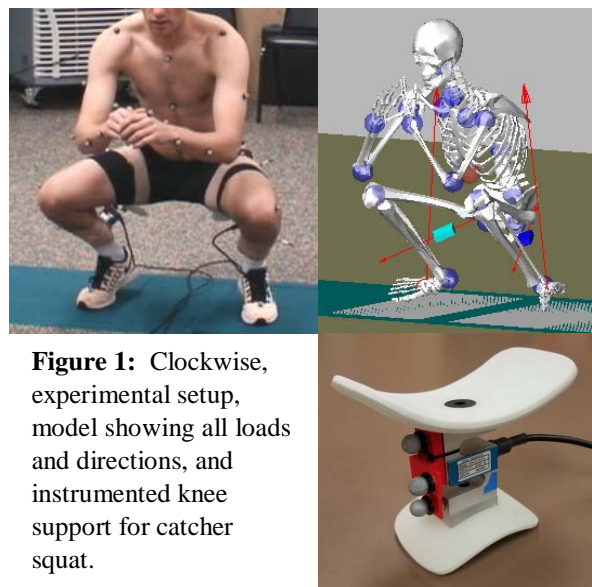 Figure 1: Clockwise,
experimental setup,
model showing all loads
and directions, and
instrumented knee
support for catcher
squat.